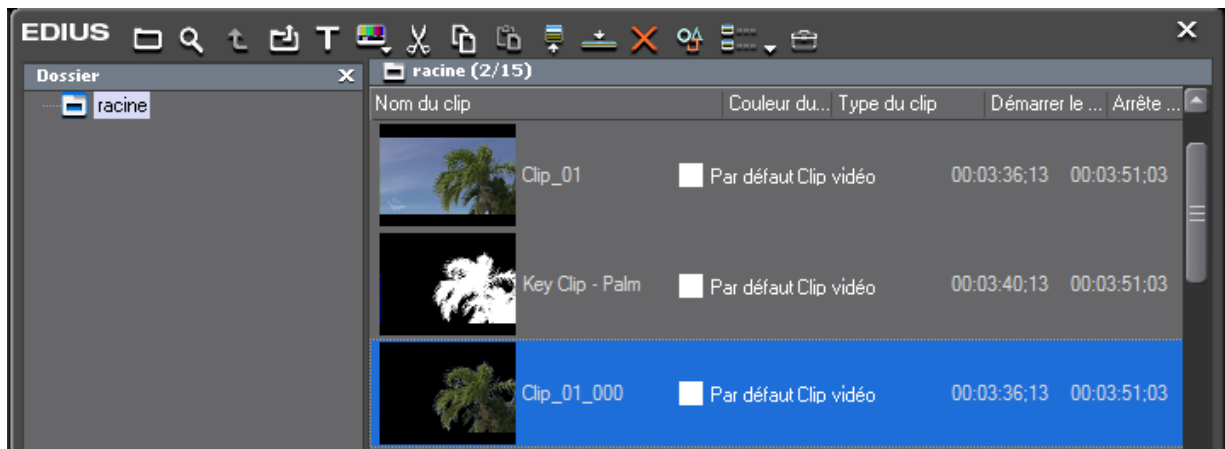 EDIUS
Dossier
racine
racine (2/15)
Nom du clip Couleur du... Type du clip Démarrer le ... Arrête ...
Clip_01 Par défaut Clip vidéo 00:03:36;13 00:03:51;03
Key Clip - Palm Par défaut Clip vidéo 00:03:40;13 00:03:51;03
Clip_01_000 Par défaut Clip vidéo 00:03:36;13 00:03:51;03